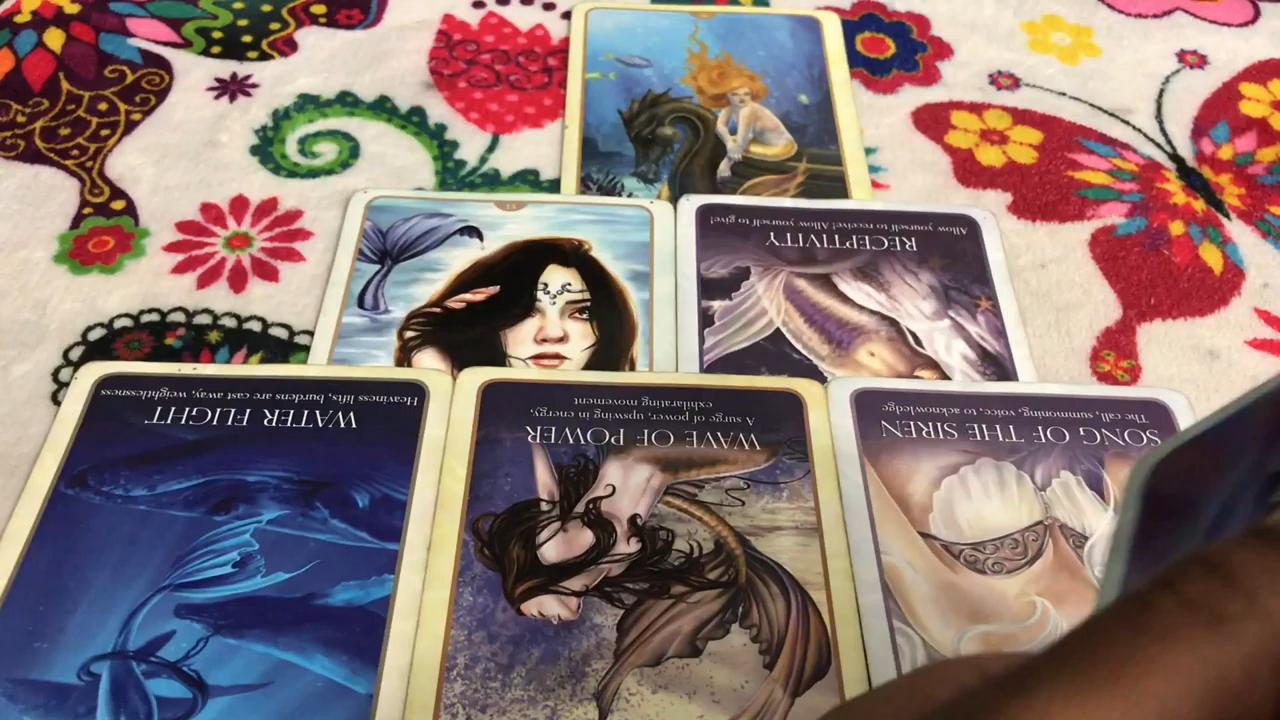 RECEPTIVITY
Allow yourself to receive! Allow yourself to give!
WATER FLIGHT
Heaviness lifts, burdens are cast away, weightlessness
WAVE OF POWER
A surge of power, upswing in energy,
exhilarating movement
SONG OF THE SIREN
The call, summoning, voice to acknowledge